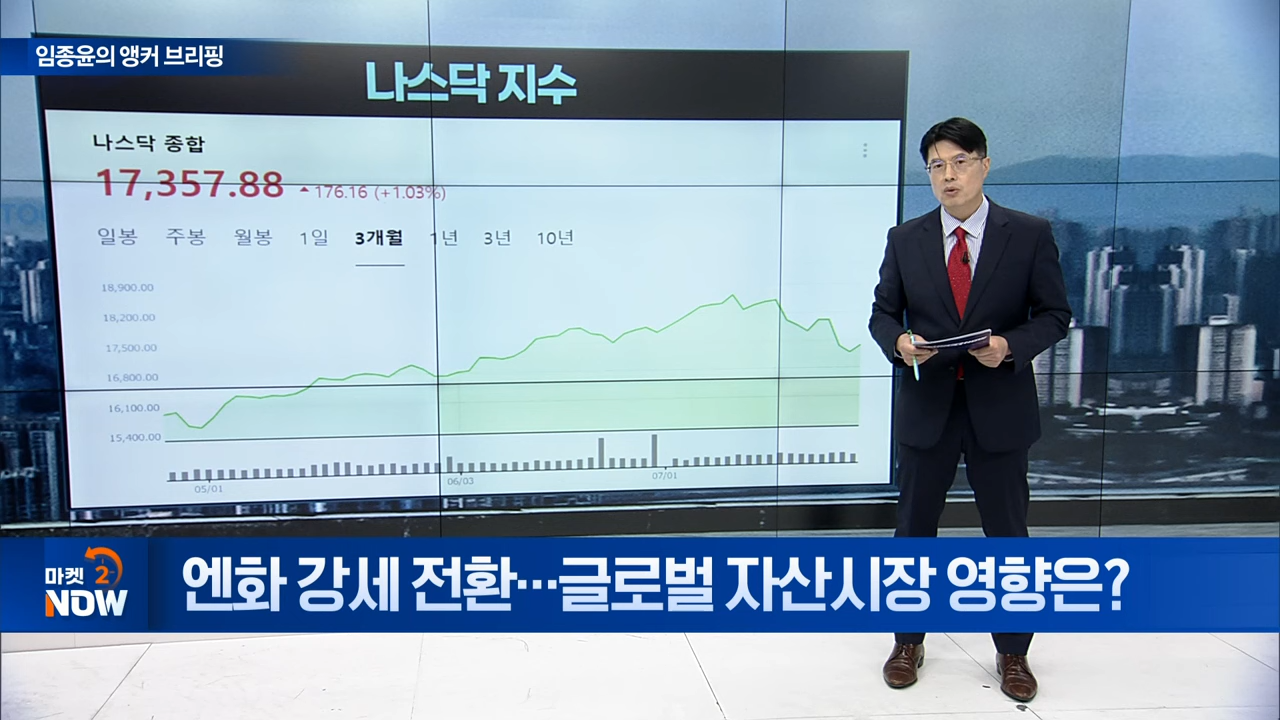 임종윤의 앵커 브리핑
나스닥 지수
나스닥 종합
17,357.88 176.16 (+1.03%)
일봉 주봉 월봉 1일 3개월 1년 3년 10년
18,900.00
18,200.00
17,500.00
16,800.00
16,100.00
15,400.00
05/01 06/03 07/01
마켓 2
NOW
엔화 강세 전환…글로벌 자산시장 영향은?